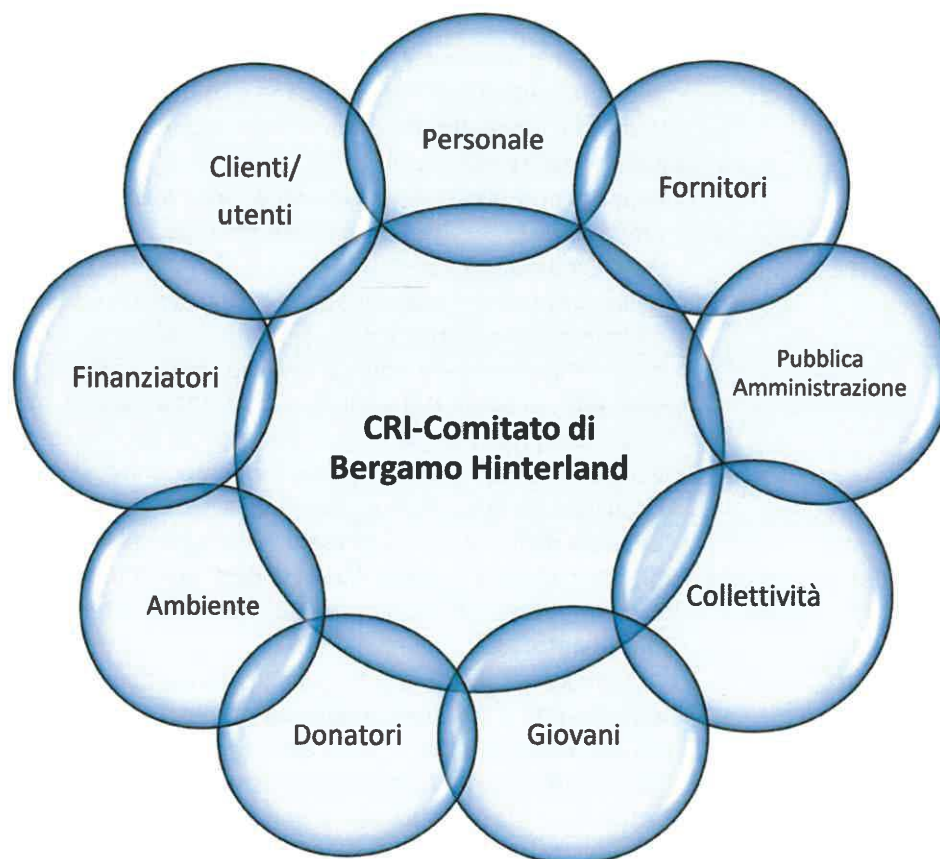 Personale
Clienti/
utenti
Fornitori
Finanziatori
Pubblica
Amministrazione
CRI-Comitato di
Bergamo Hinterland
Ambiente
Collettività
Donatori
Giovani